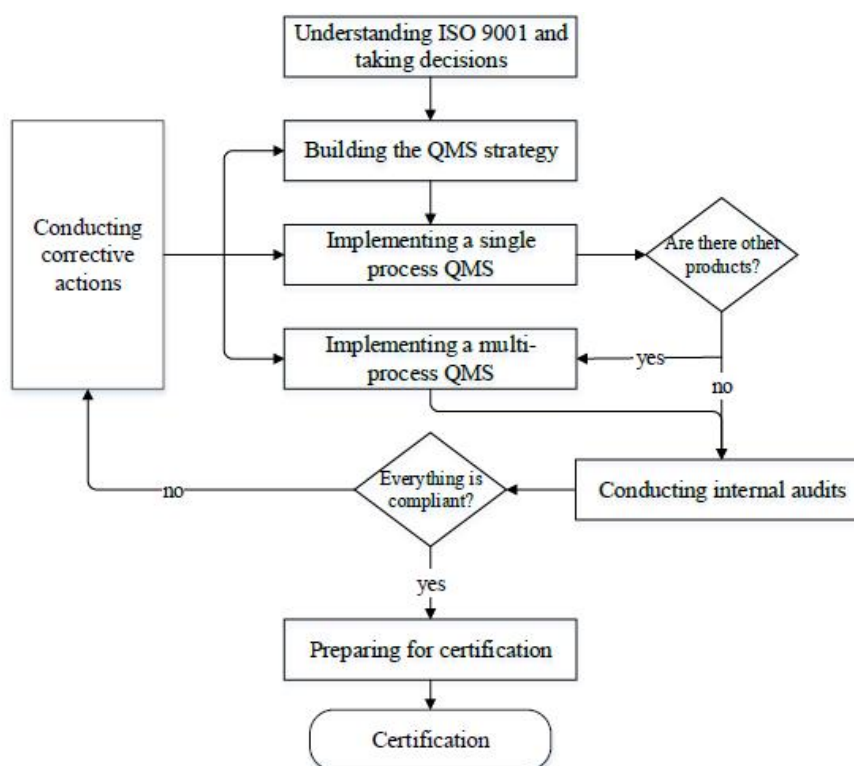 Understanding ISO 9001 and
taking decisions
Building the QMS strategy
Conducting
corrective
actions
Implementing a single
process QMS
Are there other
products?
Implementing a multi-
process QMS
yes
no
Everything is
compliant?
no
Conducting internal audits
yes
Preparing for certification
Certification